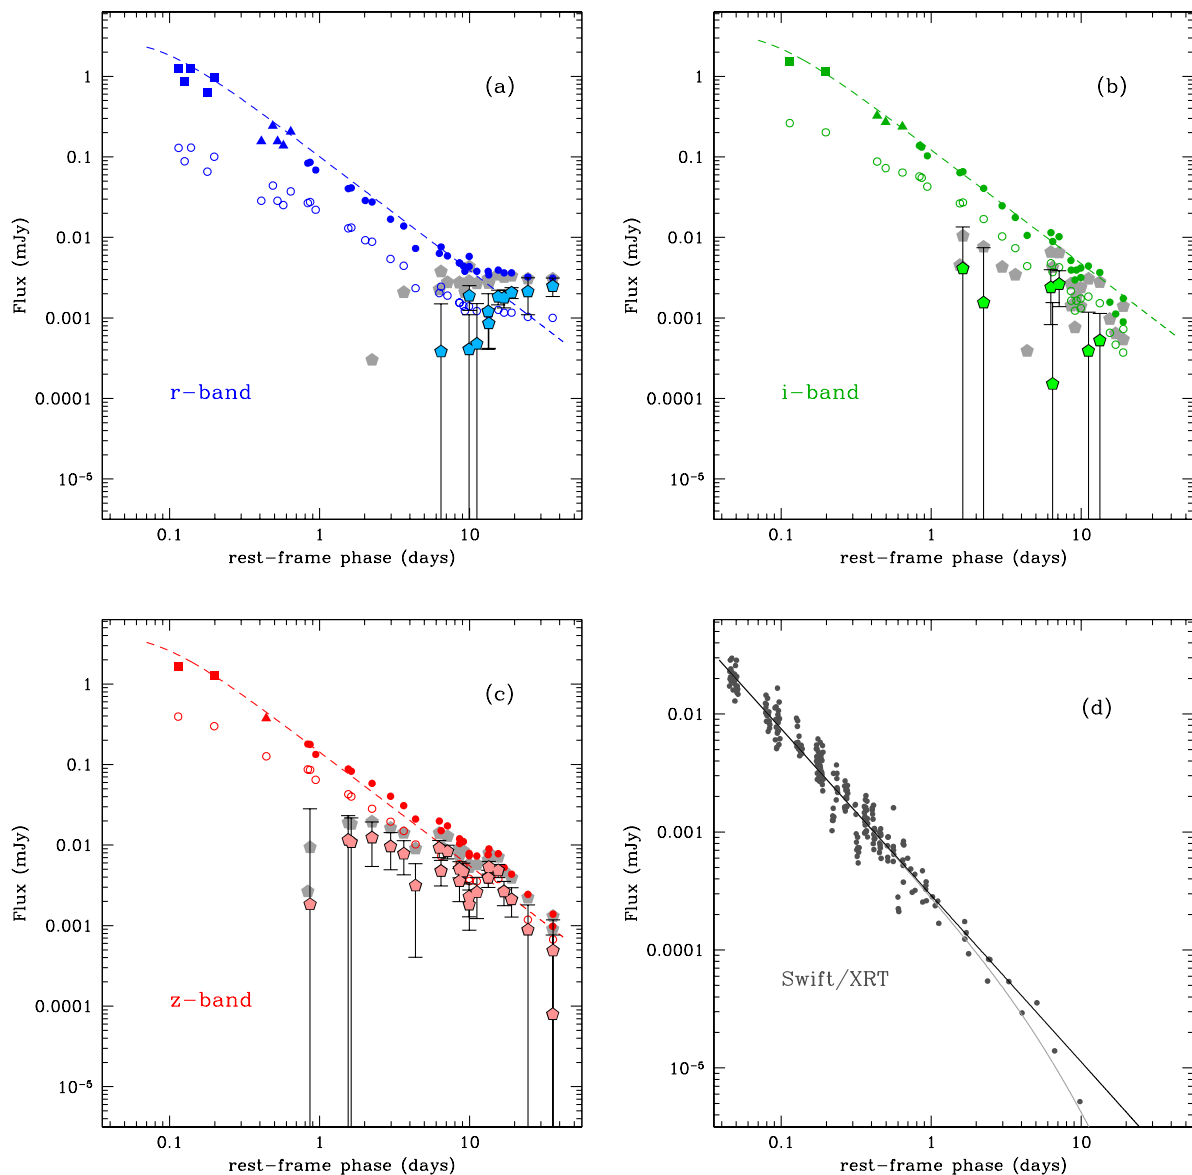 (a)
1
0.1
0.01
0.001
0.0001
10⁻⁵
Flux (mJy)
r-band
0.1 1 10
rest-frame phase (days)
(b)
1
0.1
0.01
0.001
0.0001
10⁻⁵
Flux (mJy)
i-band
0.1 1 10
rest-frame phase (days)
(c)
1
0.1
0.01
0.001
0.0001
10⁻⁵
Flux (mJy)
z-band
0.1 1 10
rest-frame phase (days)
(d)
0.01
0.001
0.0001
10⁻⁵
Flux (mJy)
Swift/XRT
0.1 1 10
rest-frame phase (days)